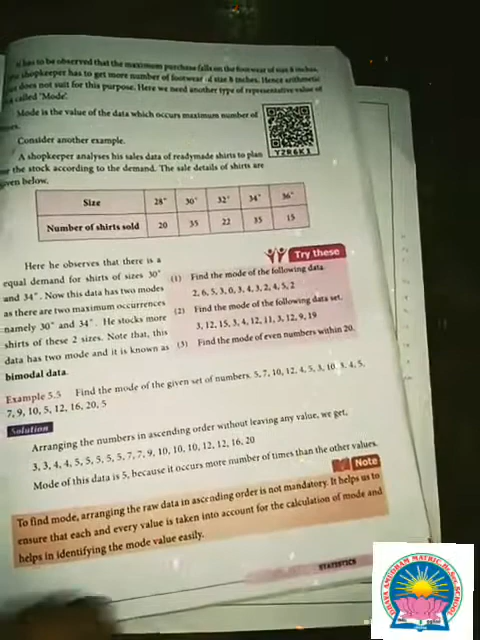 It has to be observed that the maximum purchase falls on the footwear of size 8 inches.
shopkeeper has to get more number of footwear of size 8 inches. Hence arithmetic
does not suit for this purpose. Here we need another type of representative value of
called 'Mode'.
Mode is the value of the data which occurs maximum number of
Consider another example.
A shopkeeper analyses his sales data of readymade shirts to plan
the stock according to the demand. The sale details of shirts are
given below.
Size 28" 30" 32" 34" 36"
Number of shirts sold 20 35 22 35 15
Here he observes that there is a
equal demand for shirts of sizes 30"
and 34". Now this data has two modes
as there are two maximum occurrences
namely 30" and 34". He stocks more
shirts of these 2 sizes. Note that, this
data has two mode and it is known as
bimodal data.
Try these
(1) Find the mode of the following data.
2, 6, 5, 3, 0, 3, 4, 3, 2, 4, 5, 2
(2) Find the mode of the following data set.
3, 12, 15, 3, 4, 12, 11, 3, 12, 9, 19
(3) Find the mode of even numbers within 20.
Example 5.5 Find the mode of the given set of numbers. 5, 7, 10, 12, 4, 5, 3, 10, 3, 4, 5,
7, 9, 10, 5, 12, 16, 20, 5
Solution
Arranging the numbers in ascending order without leaving any value, we get,
3, 3, 4, 4, 5, 5, 5, 5, 5, 7, 7, 9, 10, 10, 10, 12, 12, 16, 20
Mode of this data is 5, because it occurs more number of times than the other values.
Note
To find mode, arranging the raw data in ascending order is not mandatory. It helps us to
ensure that each and every value is taken into account for the calculation of mode and
helps in identifying the mode value easily.
STATISTICS